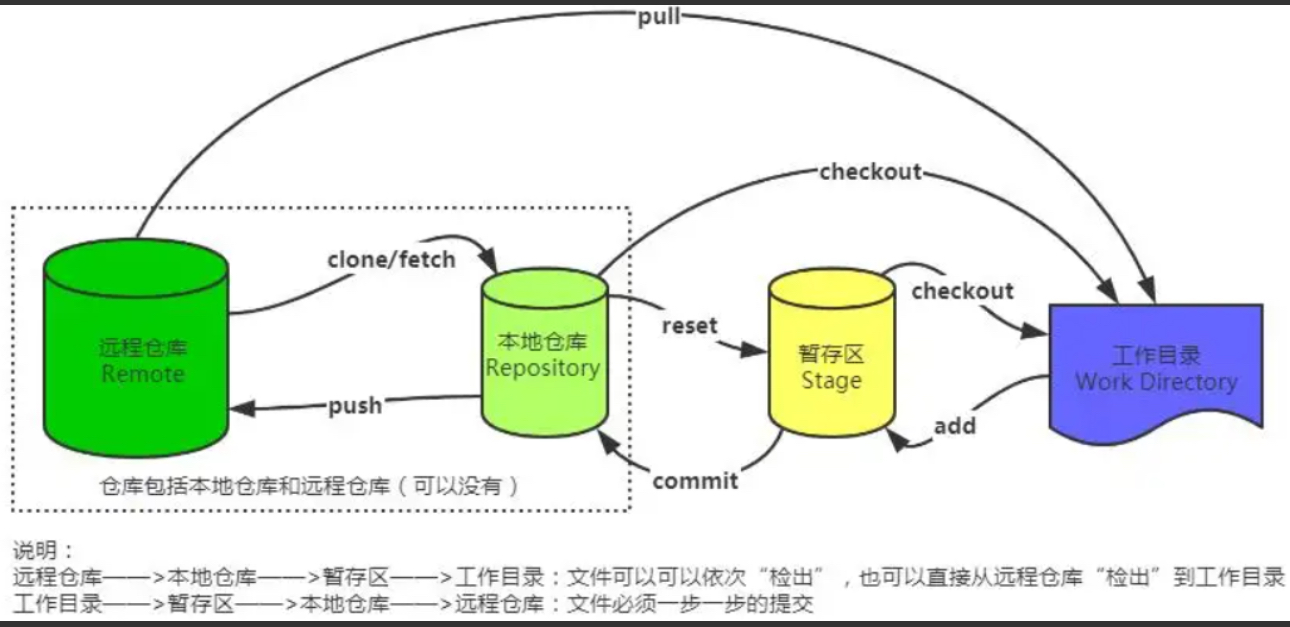 pull
checkout
clone/fetch
checkout
reset
远程仓库
Remote
本地仓库
Repository
暂存区
Stage
工作目录
Work Directory
push
add
commit
仓库包括本地仓库和远程仓库（可以没有）
说明：
远程仓库——>本地仓库——>暂存区——>工作目录：文件可以可以依次“检出”，也可以直接从远程仓库“检出”到工作目录
工作目录——>暂存区——>本地仓库——>远程仓库：文件必须一步一步的提交